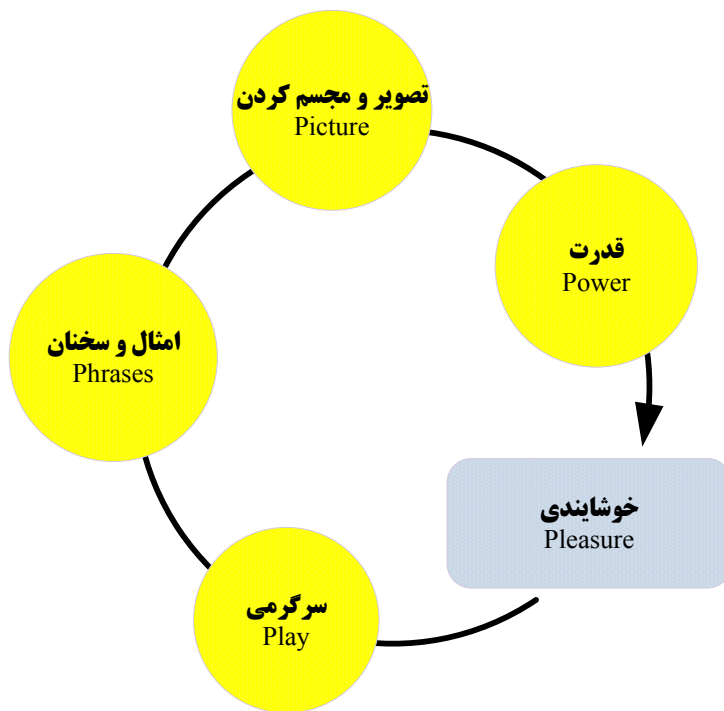 تصویر و مجسم کردن
Picture
قدرت
Power
امثال و سخنان
Phrases
خوشایندی
Pleasure
سرگرمی
Play